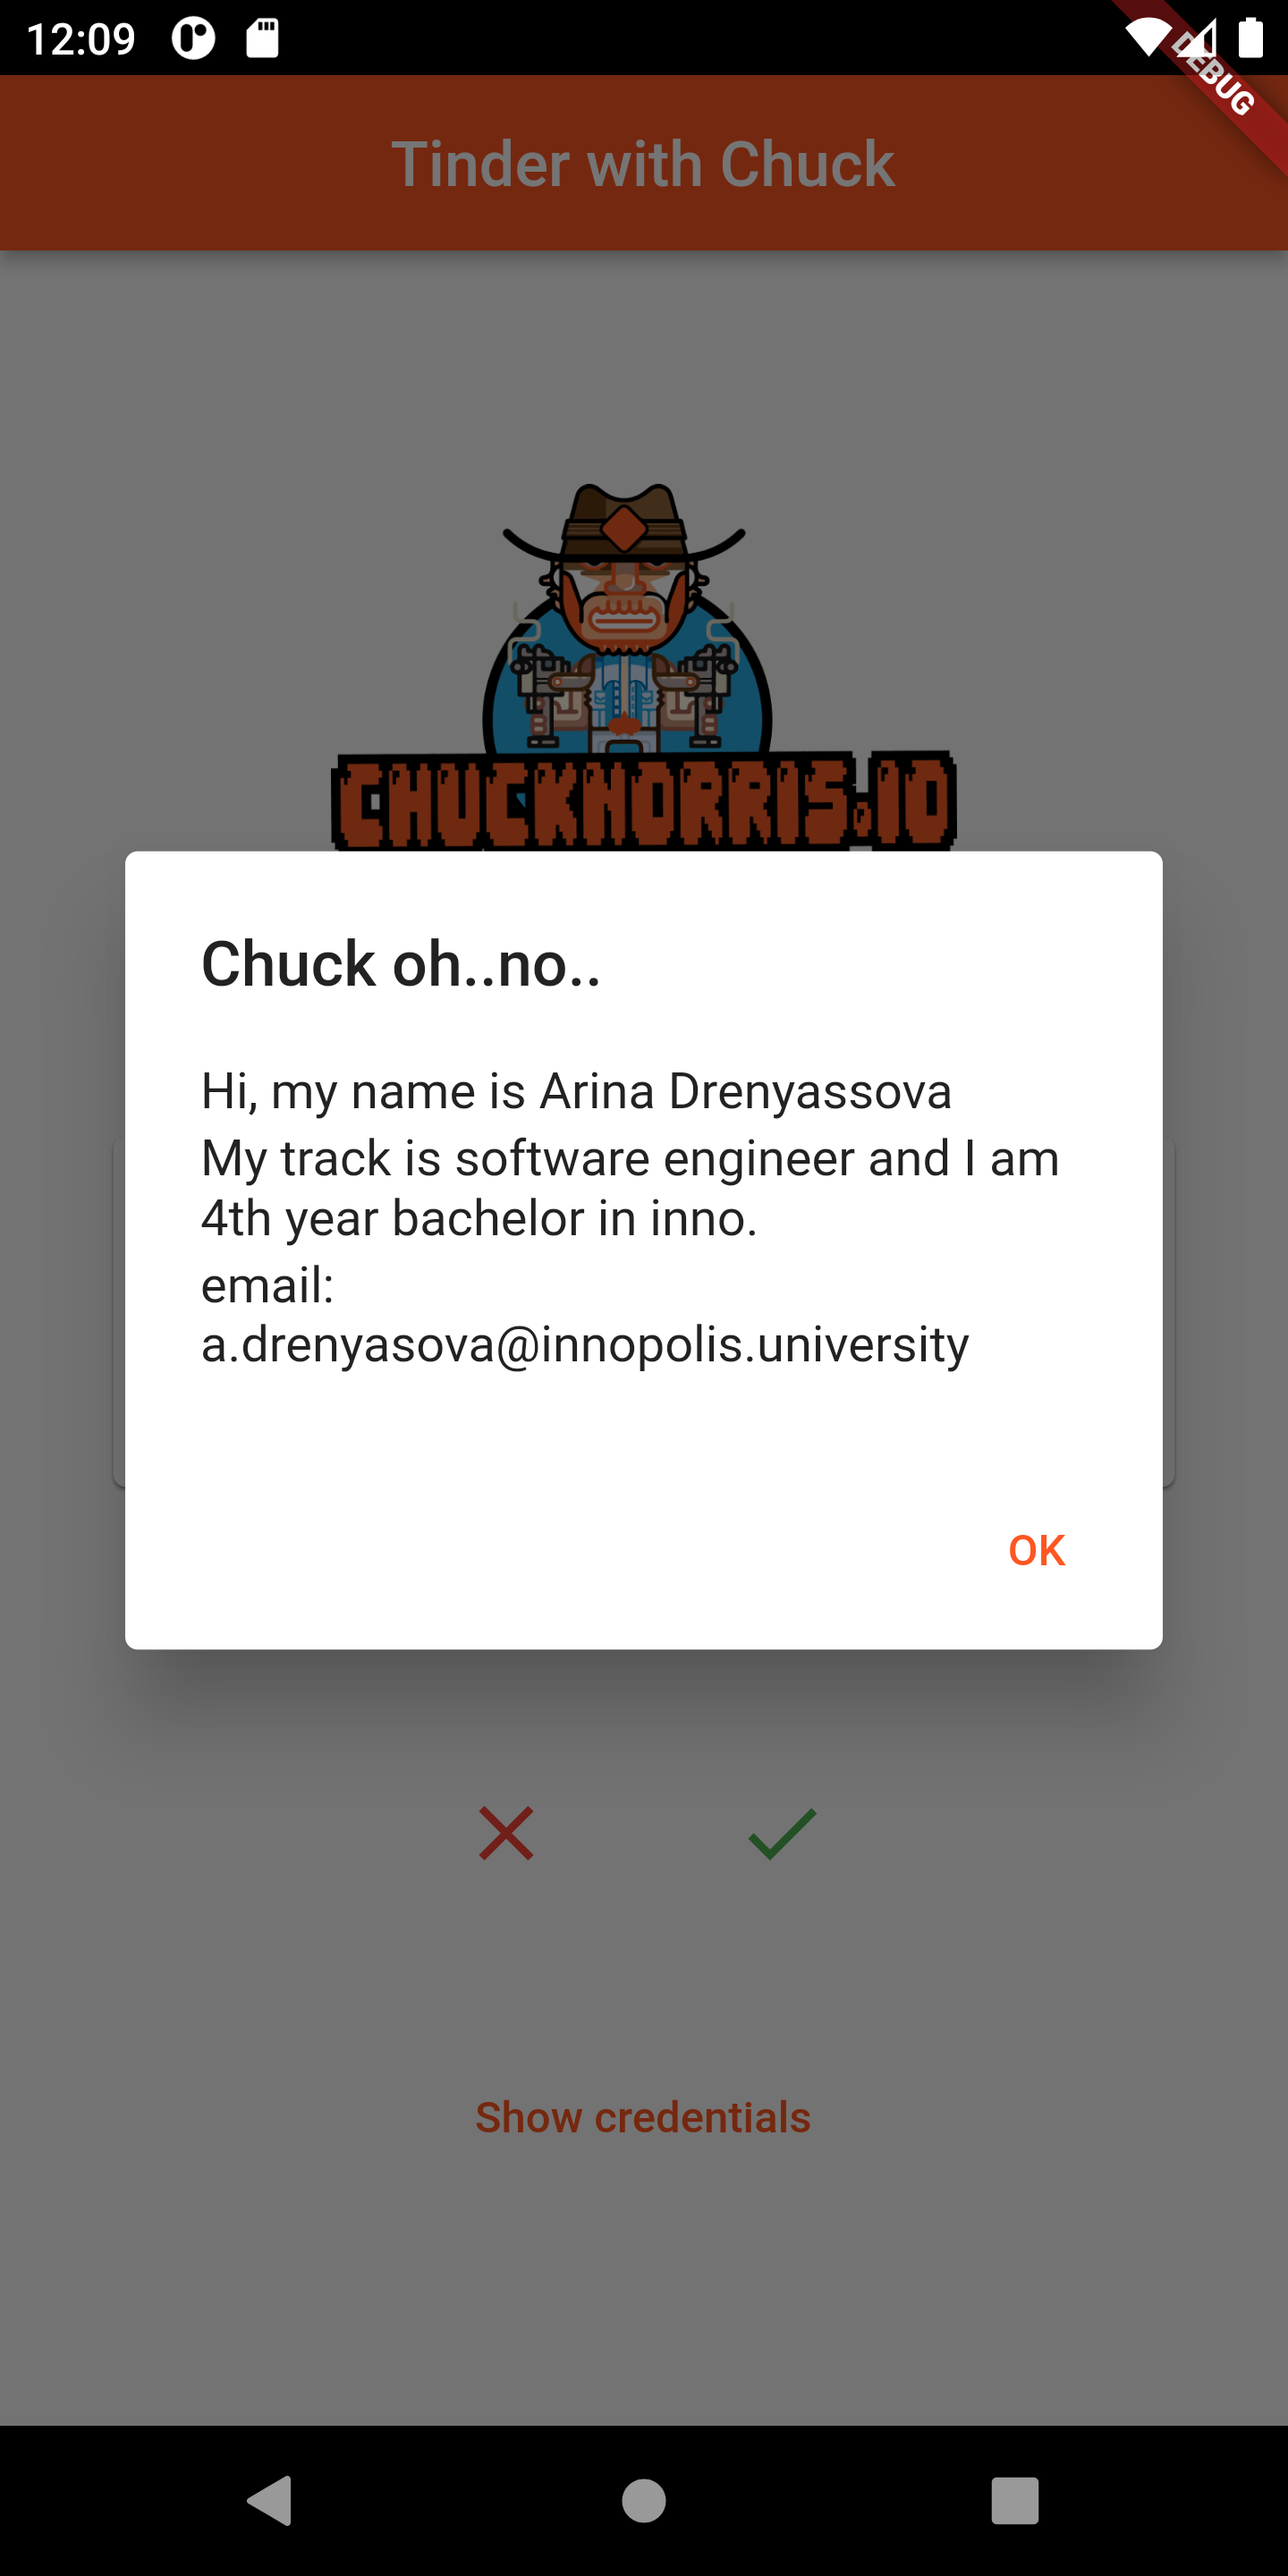 12:09
DEBUG
Tinder with Chuck
CHUCKNORRIS.IO
Chuck oh..no..
Hi, my name is Arina Drenyassova
My track is software engineer and I am
4th year bachelor in inno.
email:
a.drenyasova@innopolis.university
OK
Show credentials